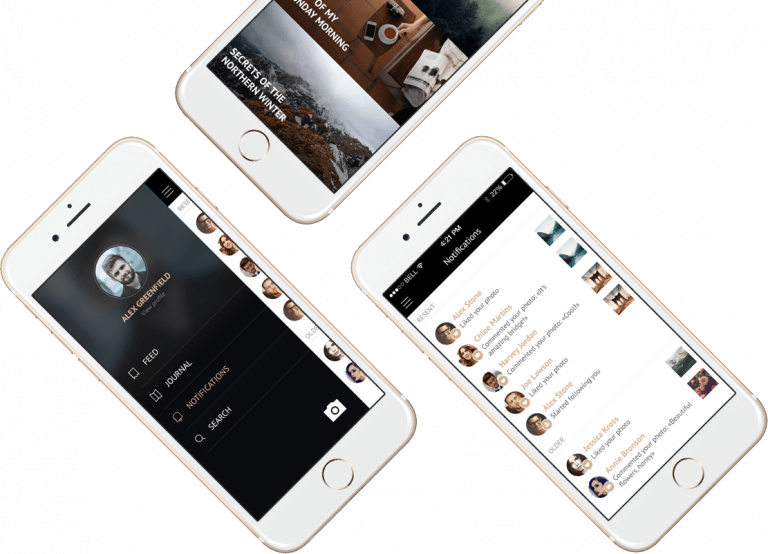 OF MY
NDAY MORNING
SECRETS OF THE
NORTHERN WINTER
RESE
ALEX GREENFIELD
View profile
FEED
JOURNAL
NOTIFICATIONS
SEARCH
OLDER
BELL
4:21 PM
22%
Notifications
RESENT
Alex Stone
Liked your photo
Chloe Martins
Commented your photo: «It's
amazing bridge!»
Harvey Jordan
Commented your photo: «Cool!»
Joe Lawson
Liked your photo
Alex Stone
Started following you
OLDER
Jessica Kross
Liked your photo
Annie Bronson
Commented your photo: «Beautiful
flowers, honey»